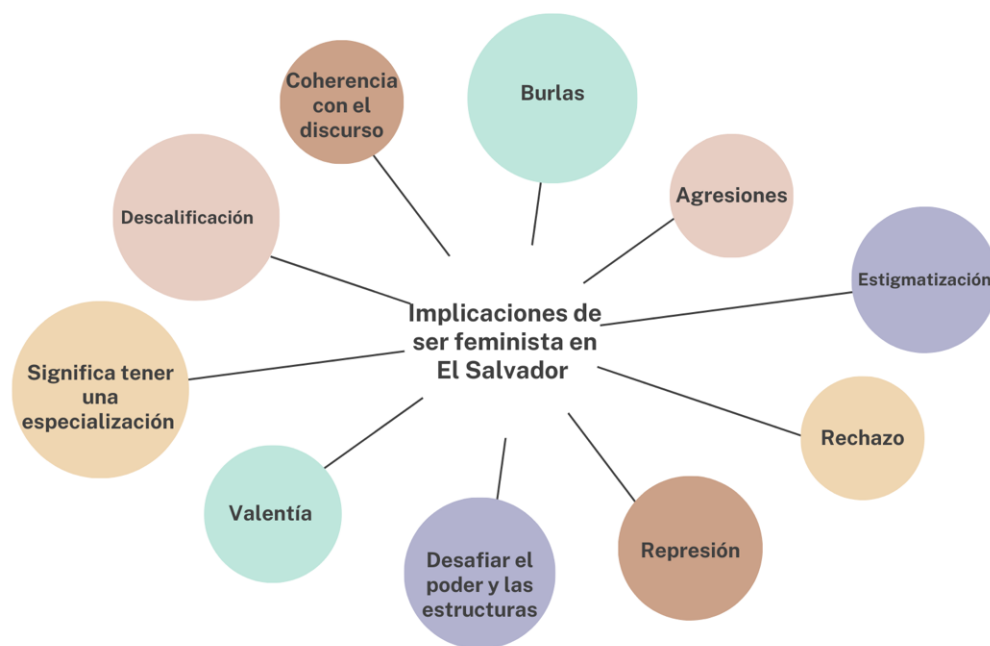 Coherencia
con el
discurso
Burlas
Agresiones
Descalificación
Estigmatización
Implicaciones de
ser feminista en
El Salvador
Significa tener
una
especialización
Rechazo
Valentía
Represión
Desafiar el
poder y las
estructuras